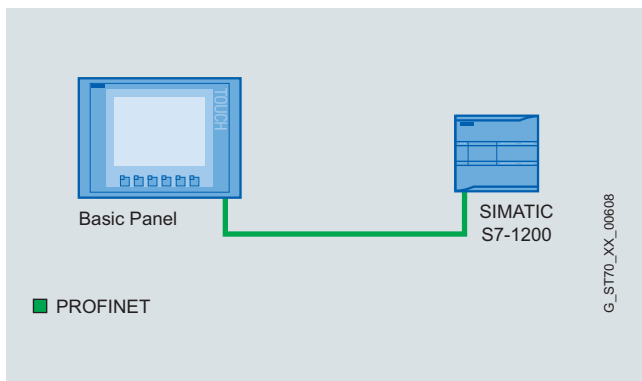 TOUCH
Basic Panel
SIMATIC
S7-1200
PROFINET
G_ST70_XX_00608